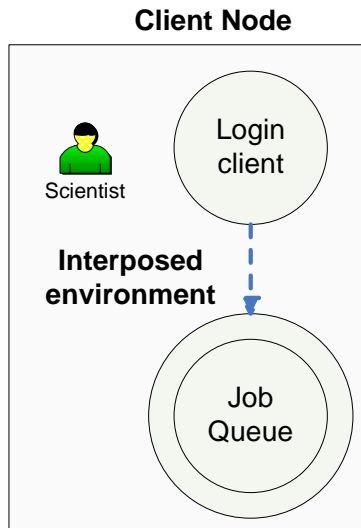 Client Node
Login
client
Scientist
Interposed
environment
Job
Queue